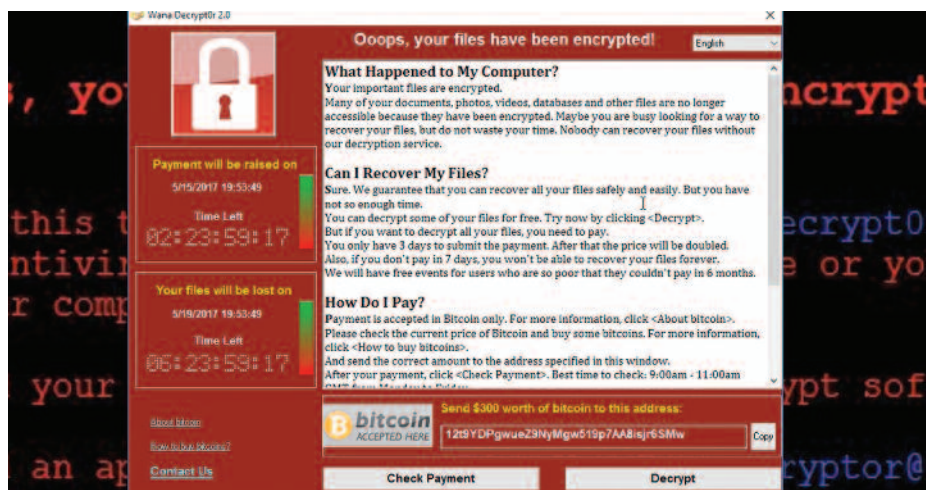 Wana Decrypt0r 2.0
Ooops, your files have been encrypted!
English
What Happened to My Computer?
Your important files are encrypted.
Many of your documents, photos, videos, databases and other files are no longer
accessible because they have been encrypted. Maybe you are busy looking for a way to
recover your files, but do not waste your time. Nobody can recover your files without
our decryption service.
Can I Recover My Files?
Sure. We guarantee that you can recover all your files safely and easily. But you have
not so enough time.
You can decrypt some of your files for free. Try now by clicking <Decrypt>.
But if you want to decrypt all your files, you need to pay.
You only have 3 days to submit the payment. After that the price will be doubled.
Also, if you don't pay in 7 days, you won't be able to recover your files forever.
We will have free events for users who are so poor that they couldn't pay in 6 months.
How Do I Pay?
Payment is accepted in Bitcoin only. For more information, click <About bitcoin>.
Please check the current price of Bitcoin and buy some bitcoins. For more information,
click <How to buy bitcoins>.
And send the correct amount to the address specified in this window.
After your payment, click <Check Payment>. Best time to check: 9:00am - 11:00am
GMT from Monday to Friday.
Payment will be raised on
5/15/2017 19:53:49
Time Left
02:23:59:17
Your files will be lost on
5/19/2017 19:53:49
Time Left
06:23:59:17
About bitcoin
How to buy bitcoins?
Contact Us
bitcoin
ACCEPTED HERE
Send $300 worth of bitcoin to this address:
12t9YDPgwueZ9NyMgw519p7AA8isjr6SMw
Copy
Check Payment
Decrypt
, yo
ncrypt
this t
ecrypt0
ntivir
e or yo
r comp
your
ypt sof
an ap
ryptor@